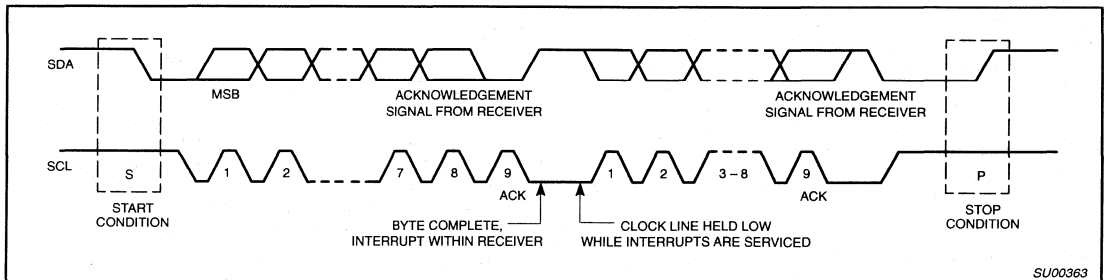 SDA
MSB
ACKNOWLEDGEMENT
SIGNAL FROM RECEIVER
ACKNOWLEDGEMENT
SIGNAL FROM RECEIVER
SCL
S
1
2
7
8
9
1
2
3 – 8
9
P
ACK
ACK
START
CONDITION
BYTE COMPLETE,
INTERRUPT WITHIN RECEIVER
CLOCK LINE HELD LOW
WHILE INTERRUPTS ARE SERVICED
STOP
CONDITION
SU00363